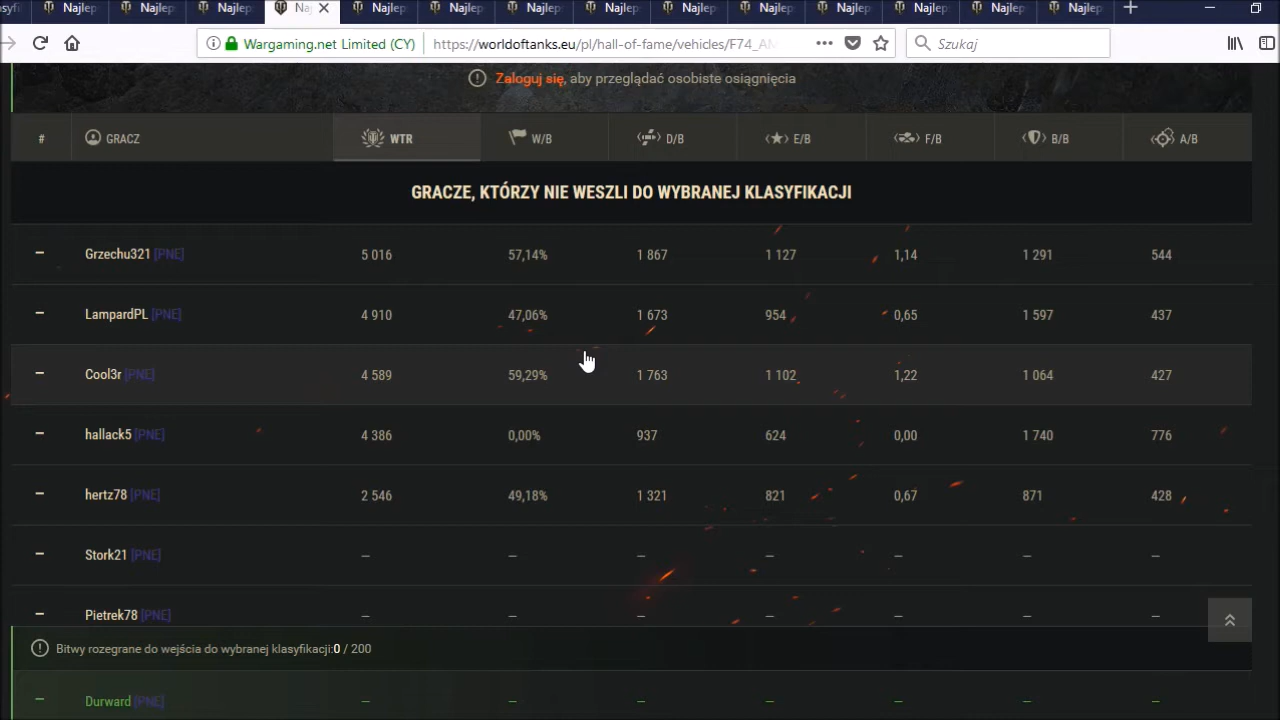 Najlep Najlep Najlep Na Najlep Najlep Najlep Najlep Najlep Najlep Najlep Najlep Najlep Najlep
Wargaming.net Limited (CY) https://worldoftanks.eu/pl/hall-of-fame/vehicles/F74_AM Szukaj
Zaloguj się, aby przeglądać osobiste osiągnięcia
# GRACZ WTR W/B D/B E/B F/B B/B A/B
GRACZE, KTÓRZY NIE WESZLI DO WYBRANEJ KLASYFIKACJI
– Grzechu321 [PNE] 5 016 57,14% 1 867 1 127 1,14 1 291 544
– LampardPL [PNE] 4 910 47,06% 1 673 954 0,65 1 597 437
– Cool3r [PNE] 4 589 59,29% 1 763 1 102 1,22 1 064 427
– hallack5 [PNE] 4 386 0,00% 937 624 0,00 1 740 776
– hertz78 [PNE] 2 546 49,18% 1 321 821 0,67 871 428
– Stork21 [PNE] – – – – – – –
– Pietrek78 [PNE] – – – – – – –
Bitwy rozegrane do wejścia do wybranej klasyfikacji:0 / 200
– Durward [PNE] – – – – – – –